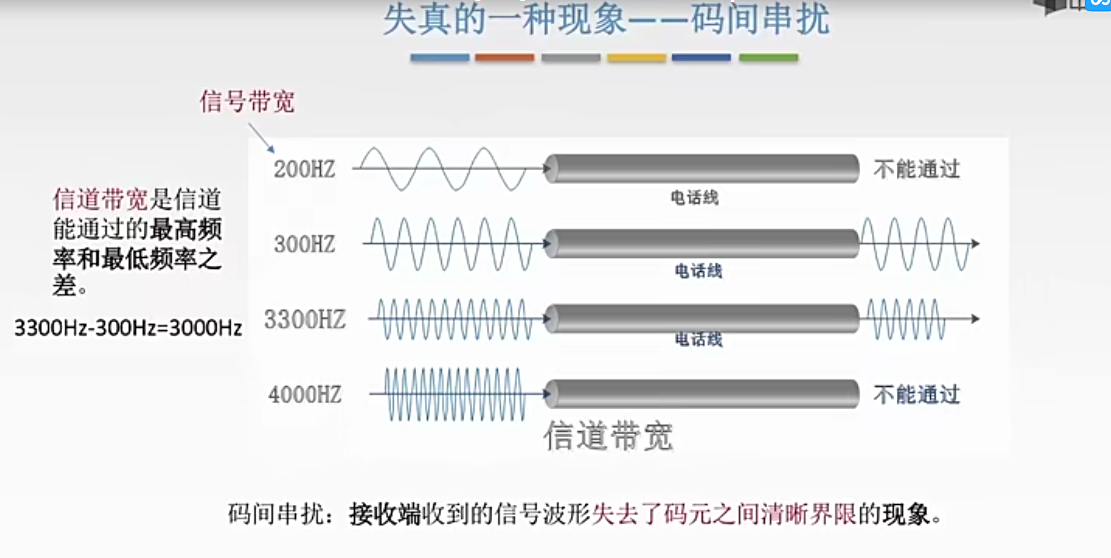 失真的一种现象——码间串扰
信号带宽
200HZ
电话线
不能通过
信道带宽是信道
能通过的最高频
率和最低频率之
差。
3300Hz-300Hz=3000Hz
300HZ
电话线
3300HZ
电话线
4000HZ
不能通过
信道带宽
码间串扰：接收端收到的信号波形失去了码元之间清晰界限的现象。